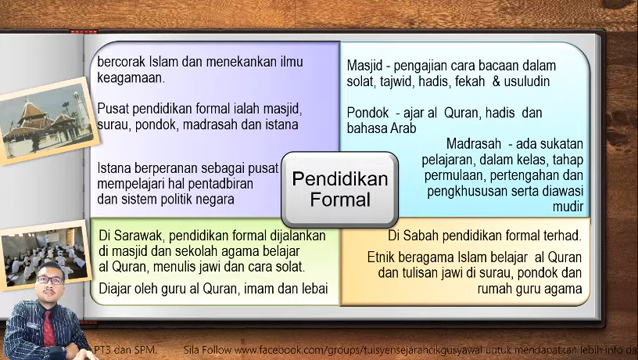 bercorak Islam dan menekankan ilmu
keagamaan.
Pusat pendidikan formal ialah masjid,
surau, pondok, madrasah dan istana
Istana berperanan sebagai pusat
mempelajari hal pentadbiran
dan sistem politik negara
Masjid - pengajian cara bacaan dalam
solat, tajwid, hadis, fekah & usuludin
Pondok - ajar al Quran, hadis dan
bahasa Arab
Madrasah - ada sukatan
pelajaran, dalam kelas, tahap
permulaan, pertengahan dan
pengkhususan serta diawasi
mudir
Pendidikan
Formal
Di Sarawak, pendidikan formal dijalankan
di masjid dan sekolah agama belajar
al Quran, menulis jawi dan cara solat.
Diajar oleh guru al Quran, imam dan lebai
Di Sabah pendidikan formal terhad.
Etnik beragama Islam belajar al Quran
dan tulisan jawi di surau, pondok dan
rumah guru agama
PT3 dan SPM. Sila Follow www.facebook.com/groups/tuisyensejarahcikgusyawal untuk mendapatkan lebih info da